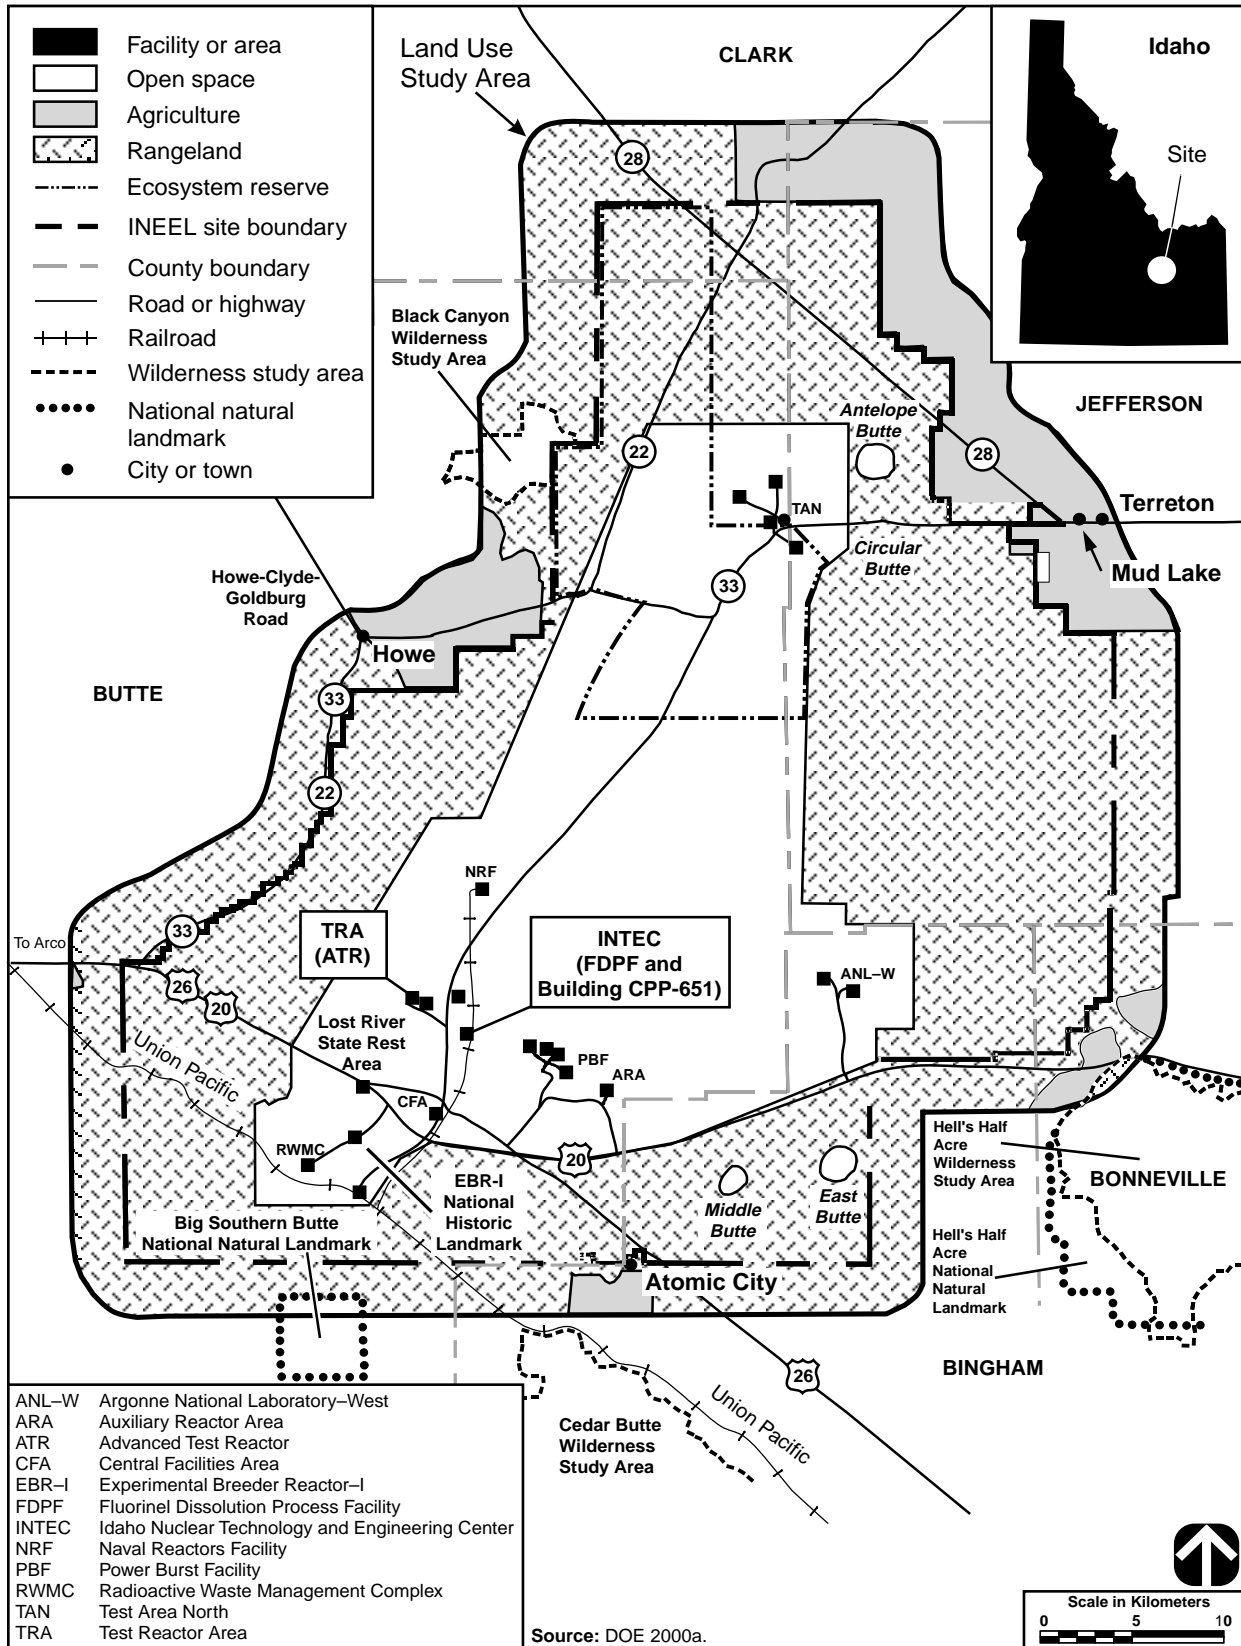 Facility or area
Open space
Agriculture
Rangeland
Ecosystem reserve
INEEL site boundary
County boundary
Road or highway
Railroad
Wilderness study area
National natural
landmark
City or town
Land Use
Study Area
CLARK
Idaho
Site
28
Black Canyon
Wilderness
Study Area
JEFFERSON
Antelope
Butte
22
28
TAN
Terreton
Circular
Butte
Mud Lake
33
Howe-Clyde-
Goldburg
Road
Howe
BUTTE
33
22
NRF
33
To Arco
TRA
(ATR)
INTEC
(FDPF and
Building CPP-651)
ANL–W
26
20
Lost River
State Rest
Area
Union Pacific
PBF
ARA
CFA
RWMC
20
EBR-I
National
Historic
Landmark
Middle
Butte
East
Butte
Hell's Half
Acre
Wilderness
Study Area
BONNEVILLE
Hell's Half
Acre
National
Natural
Landmark
Big Southern Butte
National Natural Landmark
Atomic City
BINGHAM
26
Union Pacific
Cedar Butte
Wilderness
Study Area
ANL–W Argonne National Laboratory–West
ARA Auxiliary Reactor Area
ATR Advanced Test Reactor
CFA Central Facilities Area
EBR–I Experimental Breeder Reactor–I
FDPF Fluorinel Dissolution Process Facility
INTEC Idaho Nuclear Technology and Engineering Center
NRF Naval Reactors Facility
PBF Power Burst Facility
RWMC Radioactive Waste Management Complex
TAN Test Area North
TRA Test Reactor Area
Source: DOE 2000a.
Scale in Kilometers
0 5 10